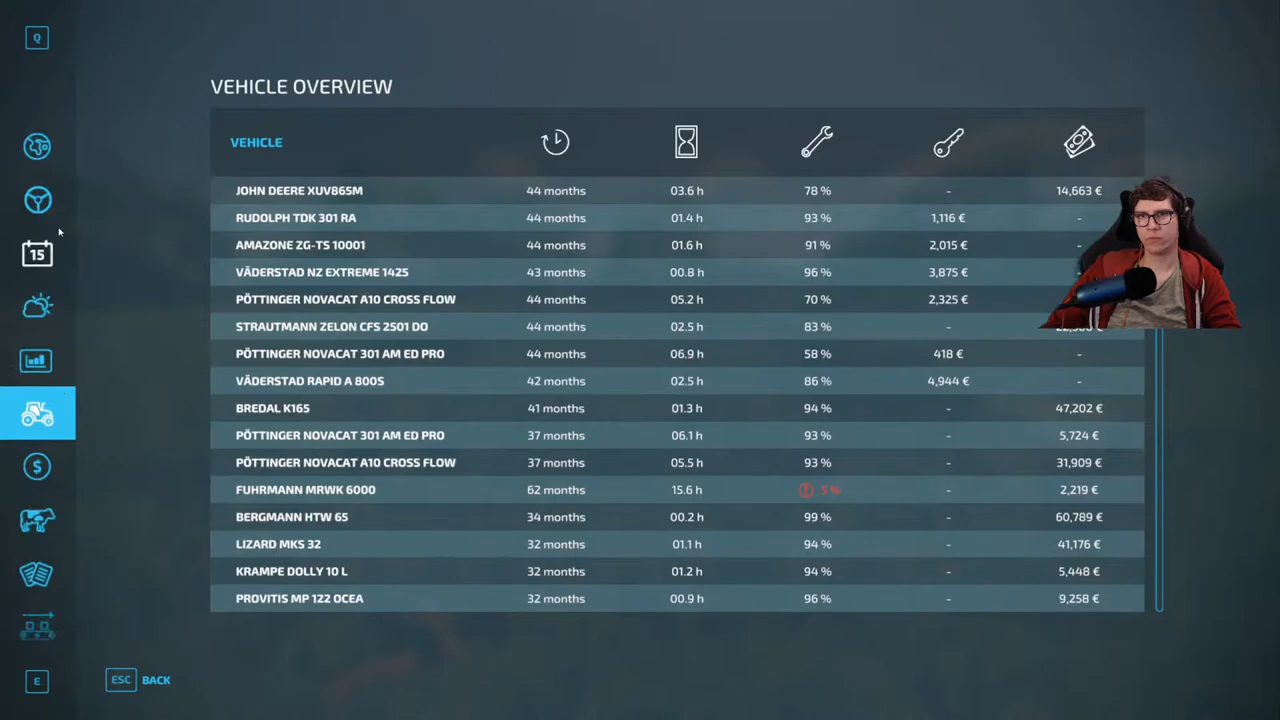 Q
VEHICLE OVERVIEW
VEHICLE
JOHN DEERE XUV865M 44 months 03.6 h 78 % - 14,663 €
RUDOLPH TDK 301 RA 44 months 01.4 h 93 % 1,116 € -
AMAZONE ZG-TS 10001 44 months 01.6 h 91 % 2,015 € -
VÄDERSTAD NZ EXTREME 1425 43 months 00.8 h 96 % 3,875 € -
PÖTTINGER NOVACAT A10 CROSS FLOW 44 months 05.2 h 70 % 2,325 €
STRAUTMANN ZELON CFS 2501 DO 44 months 02.5 h 83 % -
PÖTTINGER NOVACAT 301 AM ED PRO 44 months 06.9 h 58 % 418 € -
VÄDERSTAD RAPID A 800S 42 months 02.5 h 86 % 4,944 € -
BREDAL K165 41 months 01.3 h 94 % - 47,202 €
PÖTTINGER NOVACAT 301 AM ED PRO 37 months 06.1 h 93 % - 5,724 €
PÖTTINGER NOVACAT A10 CROSS FLOW 37 months 05.5 h 93 % - 31,909 €
FUHRMANN MRWK 6000 62 months 15.6 h 5 % - 2,219 €
BERGMANN HTW 65 34 months 00.2 h 99 % - 60,789 €
LIZARD MKS 32 32 months 01.1 h 94 % - 41,176 €
KRAMPE DOLLY 10 L 32 months 01.2 h 94 % - 5,448 €
PROVITIS MP 122 OCEA 32 months 00.9 h 96 % - 9,258 €
15
$
E
ESC BACK